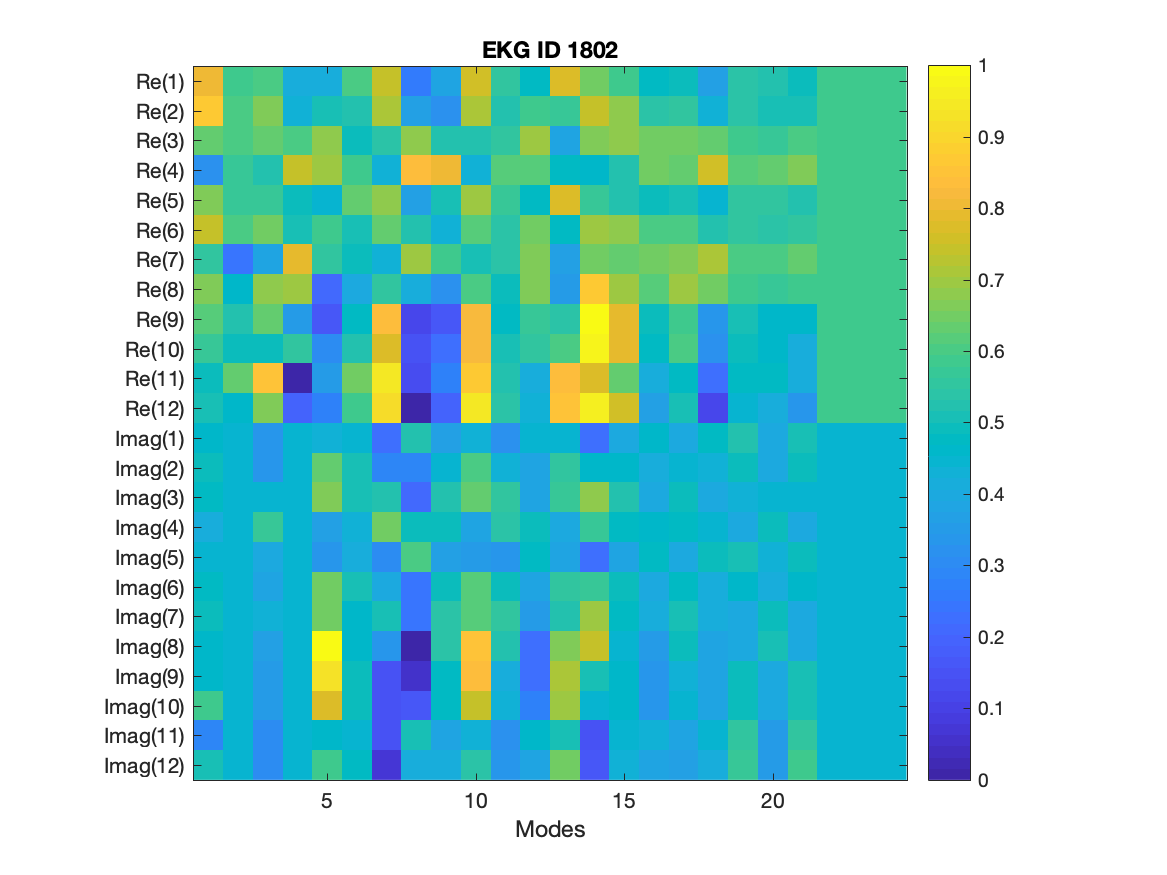 EKG ID 1802
Re(1)
Re(2)
Re(3)
Re(4)
Re(5)
Re(6)
Re(7)
Re(8)
Re(9)
Re(10)
Re(11)
Re(12)
Imag(1)
Imag(2)
Imag(3)
Imag(4)
Imag(5)
Imag(6)
Imag(7)
Imag(8)
Imag(9)
Imag(10)
Imag(11)
Imag(12)
5 10 15 20
Modes
1
0.9
0.8
0.7
0.6
0.5
0.4
0.3
0.2
0.1
0